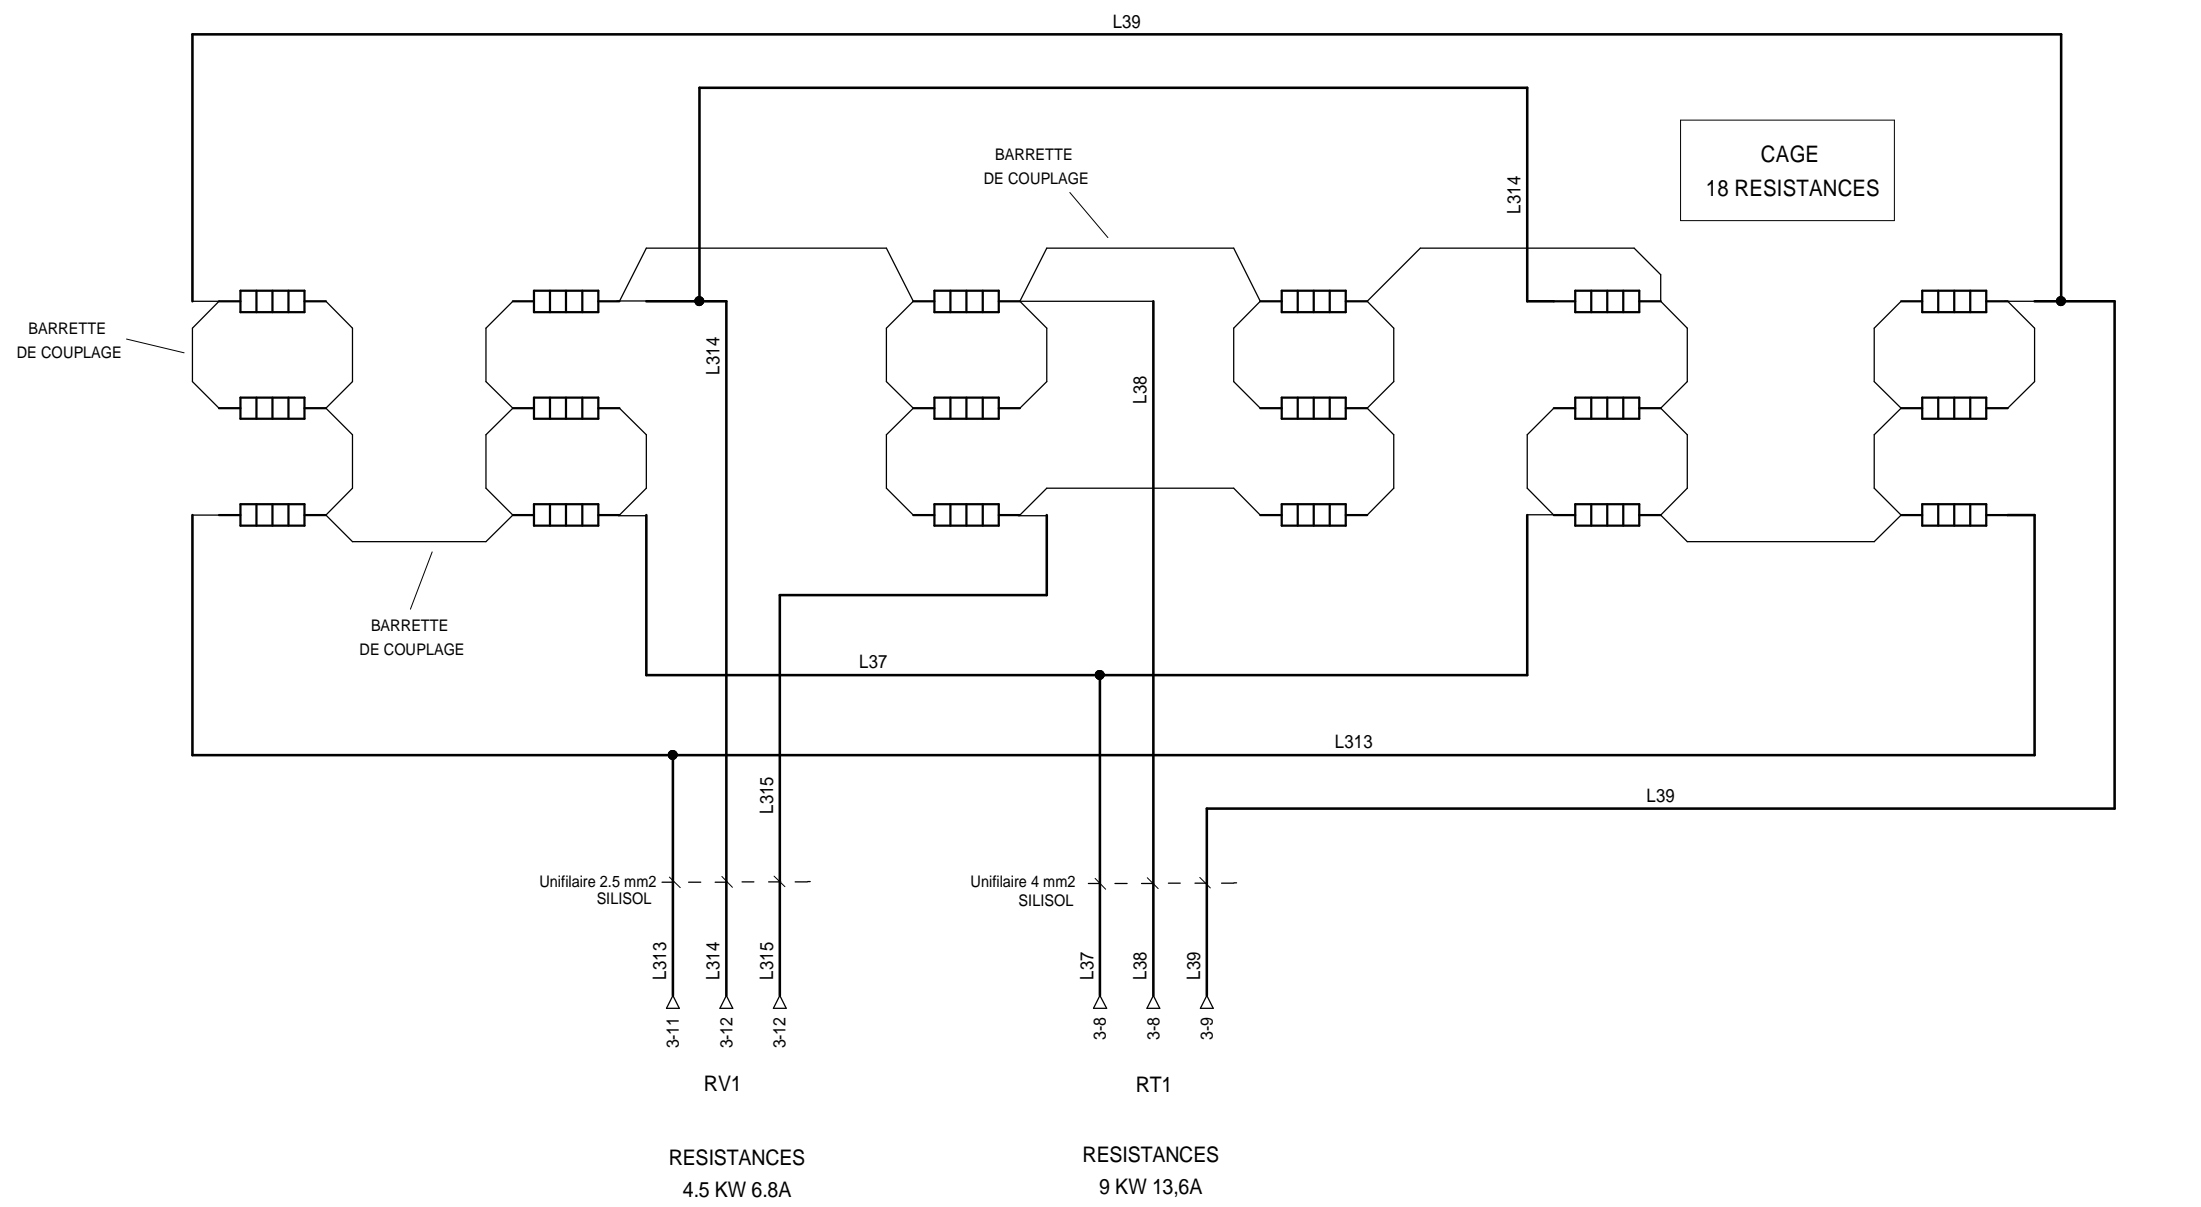 L39
BARRETTE
DE COUPLAGE
CAGE
18 RESISTANCES
L314
BARRETTE
DE COUPLAGE
L314
L38
BARRETTE
DE COUPLAGE
L37
L313
L315
L39
Unifilaire 2.5 mm2
SILISOL
Unifilaire 4 mm2
SILISOL
L313
L314
L315
L37
L38
L39
3-11
3-12
3-12
3-8
3-8
3-9
RV1
RT1
RESISTANCES
4.5 KW 6.8A
RESISTANCES
9 KW 13,6A